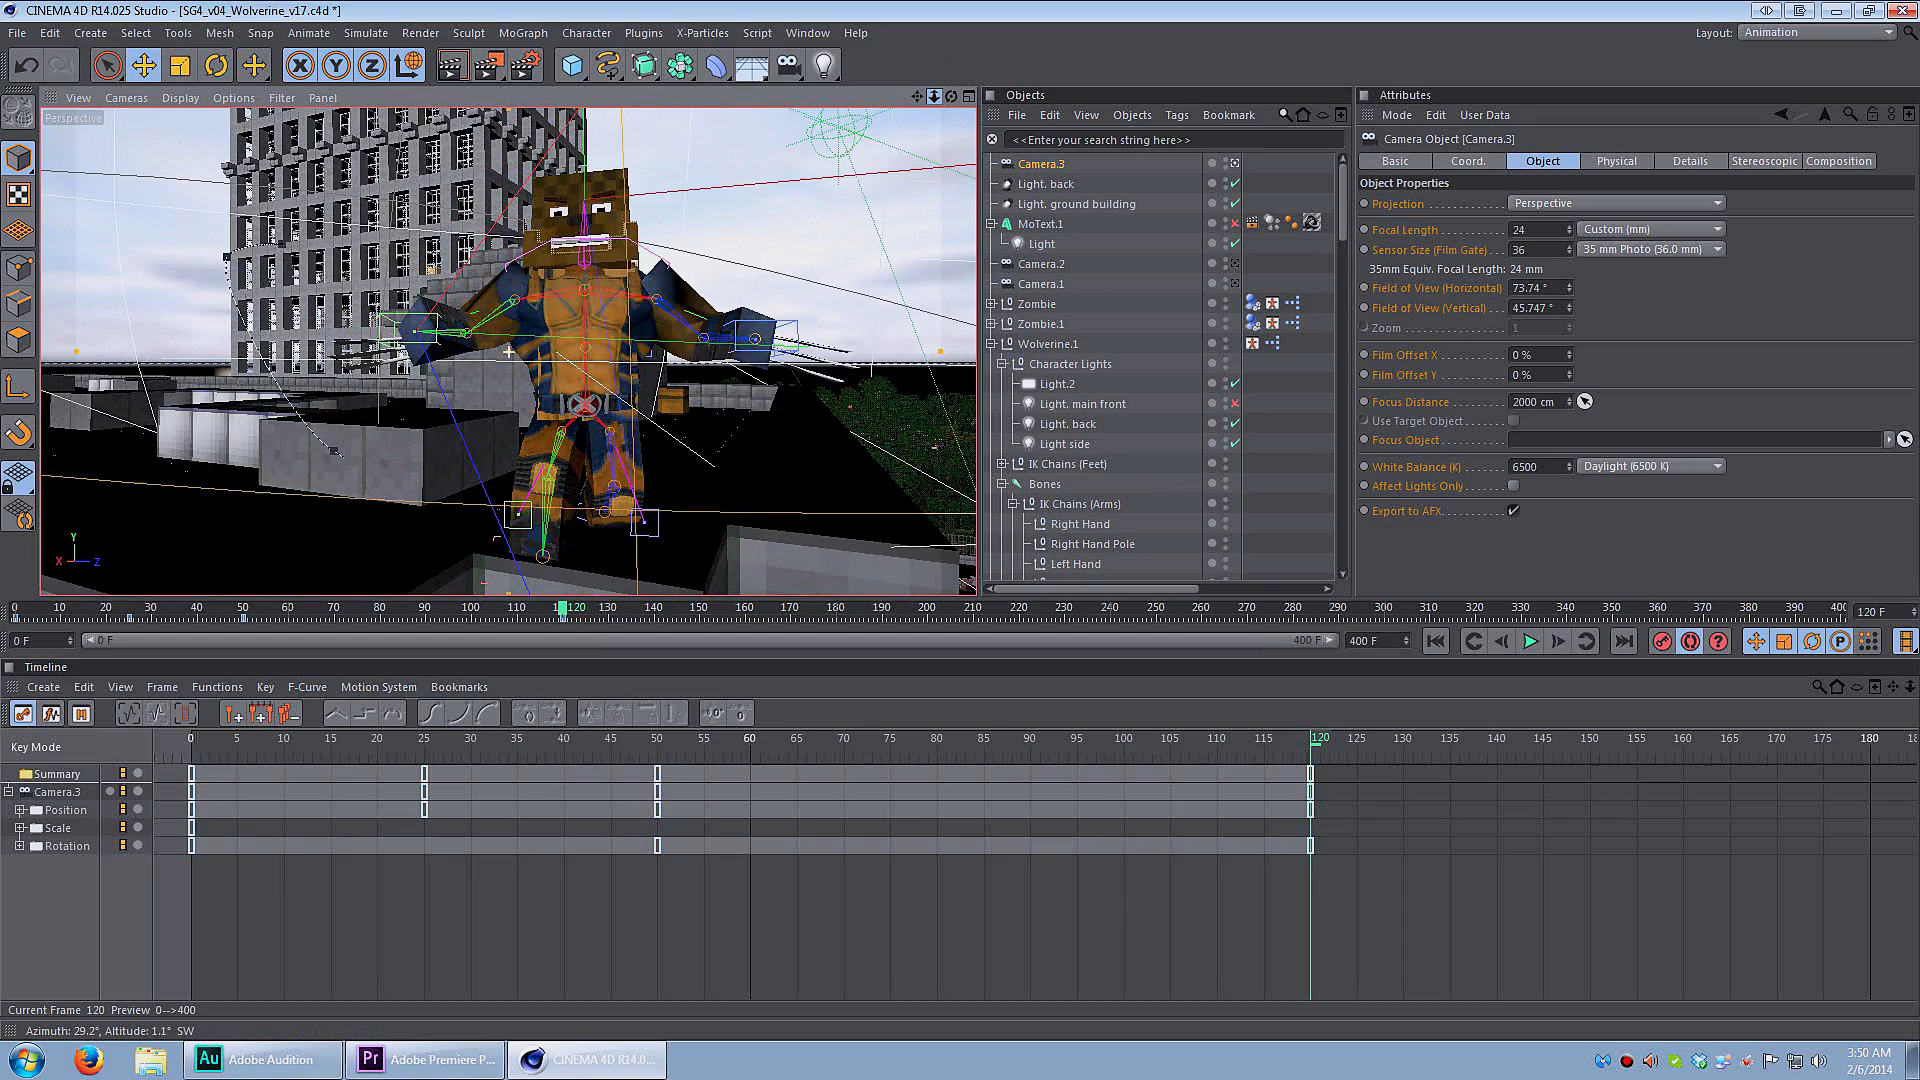 CINEMA 4D R14.025 Studio - [SG4_v04_Wolverine_v17.c4d *]
File Edit Create Select Tools Mesh Snap Animate Simulate Render Sculpt MoGraph Character Plugins X-Particles Script Window Help
Layout: Animation
X Y Z
View Cameras Display Options Filter Panel
Perspective
Y
X Z
Objects
File Edit View Objects Tags Bookmark
<<Enter your search string here>>
Camera.3
Light. back
Light. ground building
MoText.1
Light
Camera.2
Camera.1
Zombie
Zombie.1
Wolverine.1
Character Lights
Light.2
Light. main front
Light. back
Light side
IK Chains (Feet)
Bones
IK Chains (Arms)
Right Hand
Right Hand Pole
Left Hand
Attributes
Mode Edit User Data
Camera Object [Camera.3]
Basic Coord. Object Physical Details Stereoscopic Composition
Object Properties
Projection Perspective
Focal Length 24 Custom (mm)
Sensor Size (Film Gate) 36 35 mm Photo (36.0 mm)
35mm Equiv. Focal Length: 24 mm
Field of View (Horizontal) 73.74 °
Field of View (Vertical) 45.747 °
Zoom 1
Film Offset X 0 %
Film Offset Y 0 %
Focus Distance 2000 cm
Use Target Object
Focus Object
White Balance (K) 6500 Daylight (6500 K)
Affect Lights Only
Export to AFX
0 10 20 30 40 50 60 70 80 90 100 110 120 130 140 150 160 170 180 190 200 210 220 230 240 250 260 270 280 290 300 310 320 330 340 350 360 370 380 390 120 F
0 F 0 F 400 F 400 F
Timeline
Create Edit View Frame Functions Key F-Curve Motion System Bookmarks
Key Mode 0 5 10 15 20 25 30 35 40 45 50 55 60 65 70 75 80 85 90 95 100 105 110 115 120 125 130 135 140 145 150 155 160 165 170 175 180
Summary
Camera.3
Position
Scale
Rotation
Current Frame 120 Preview 0-->400
Azimuth: 29.2°, Altitude: 1.1° SW
Au Adobe Audition
Pr Adobe Premiere P...
CINEMA 4D R14.0...
3:50 AM
2/6/2014